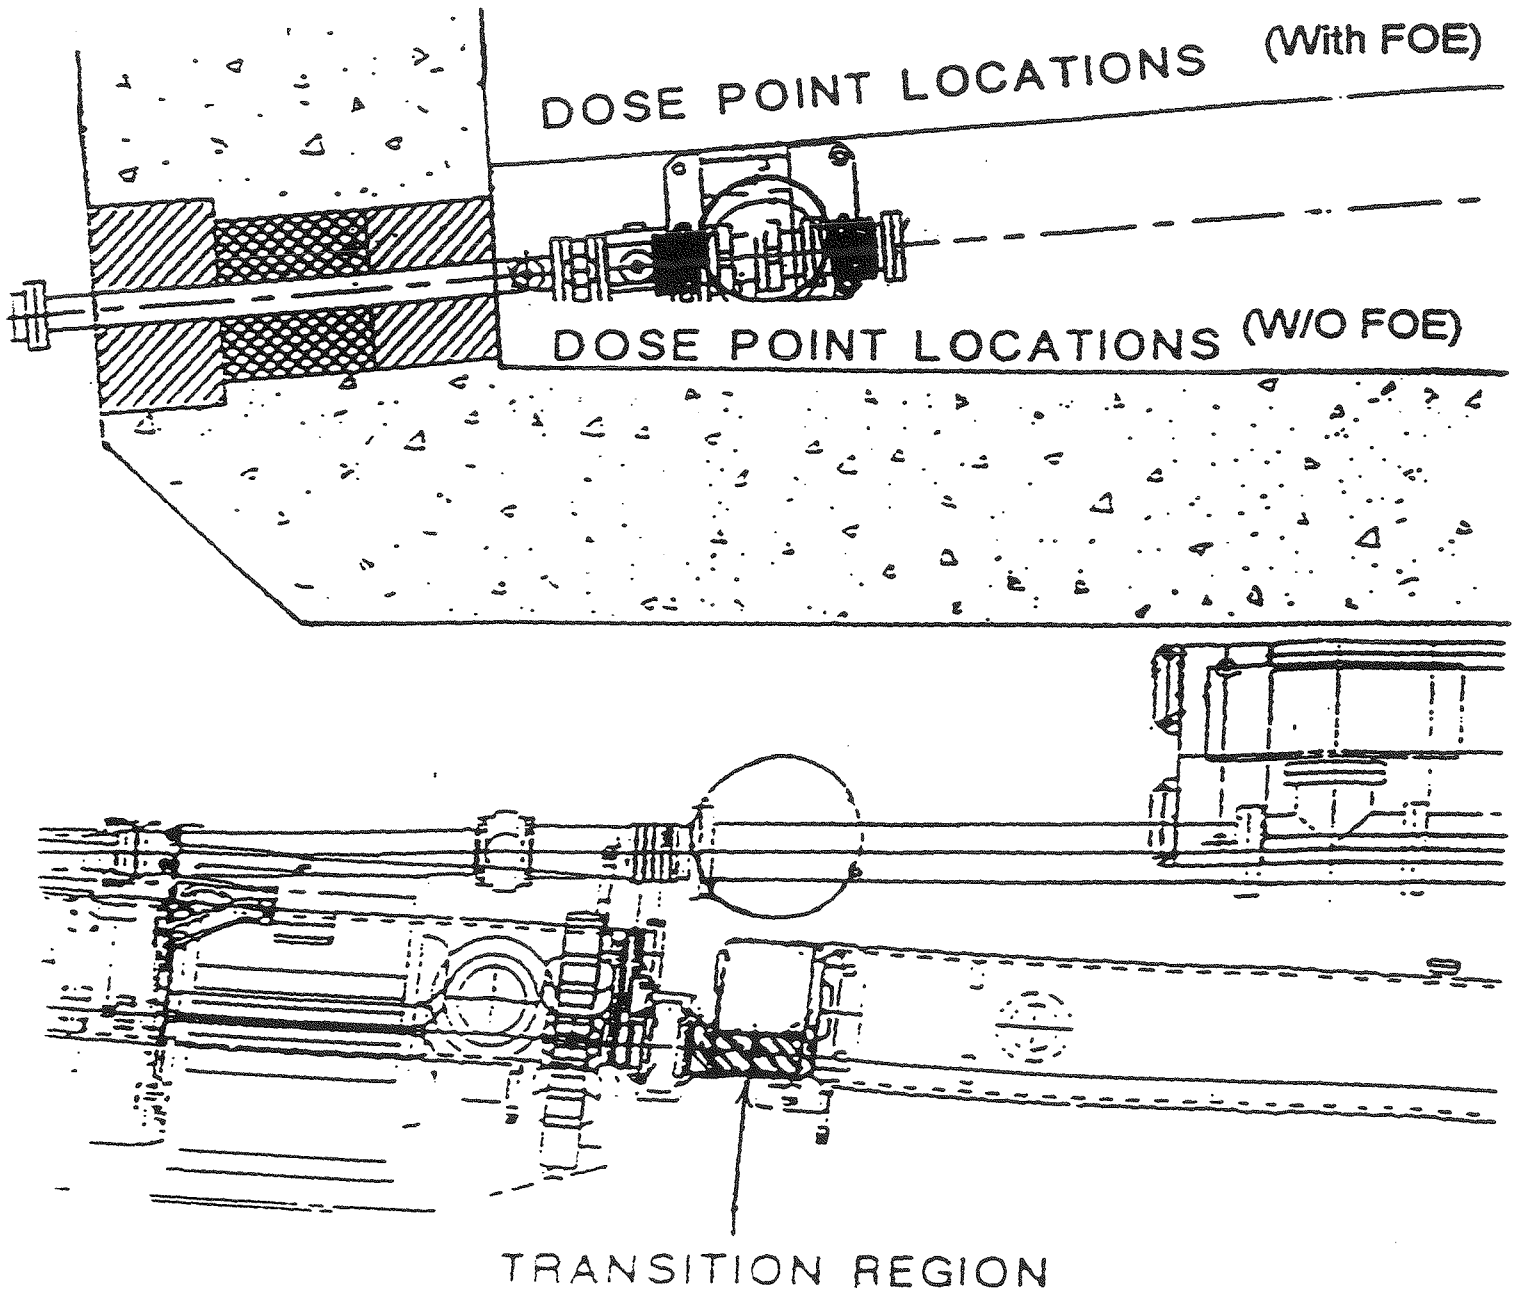 DOSE POINT LOCATIONS (With FOE)
DOSE POINT LOCATIONS (W/O FOE)
TRANSITION REGION